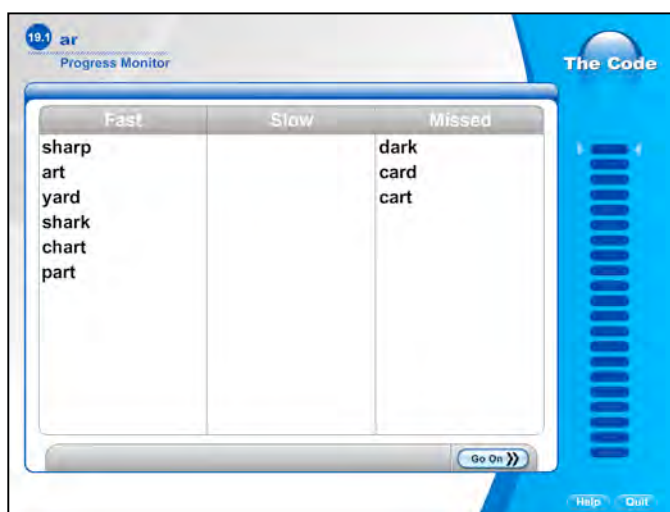 19.1 ar
Progress Monitor
The Code
Fast Slow Missed
sharp dark
art card
yard cart
shark
chart
part
Go On
Help Quit